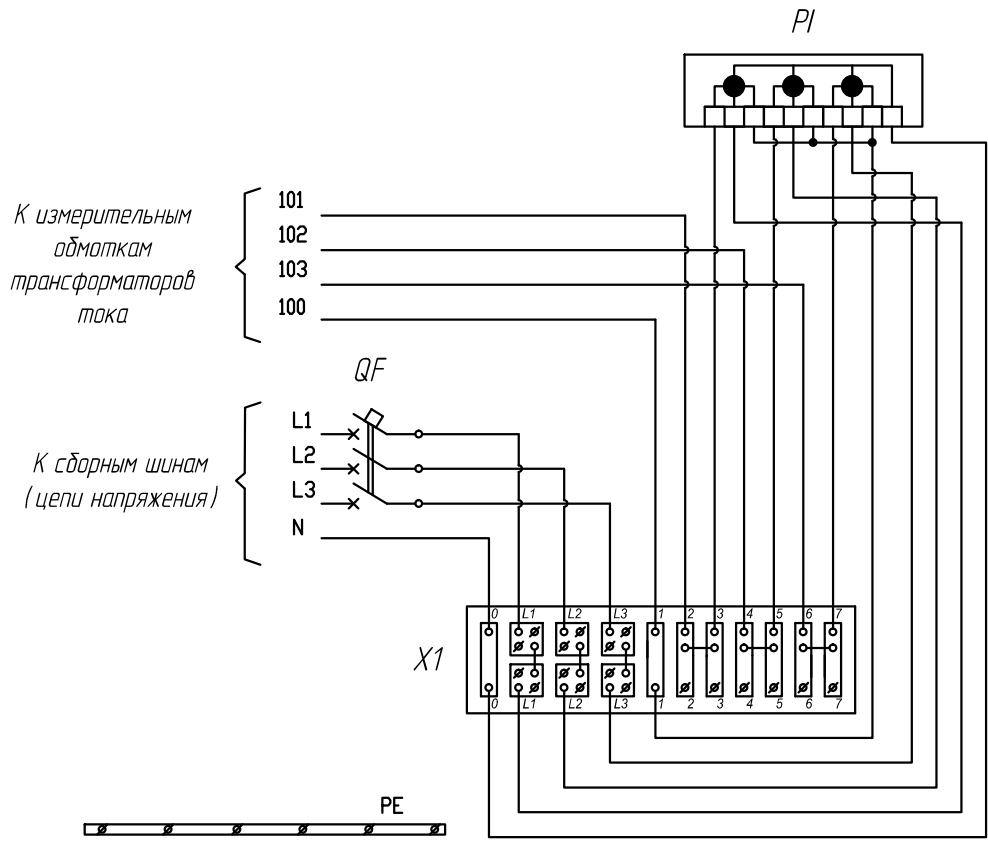 PI
К измерительным
обмоткам
трансформаторов
тока
101
102
103
100
QF
К сборным шинам
(цепи напряжения)
L1
L2
L3
N
X1
0 L1 L2 L3 1 2 3 4 5 6 7
0 L1 L2 L3 1 2 3 4 5 6 7
PE